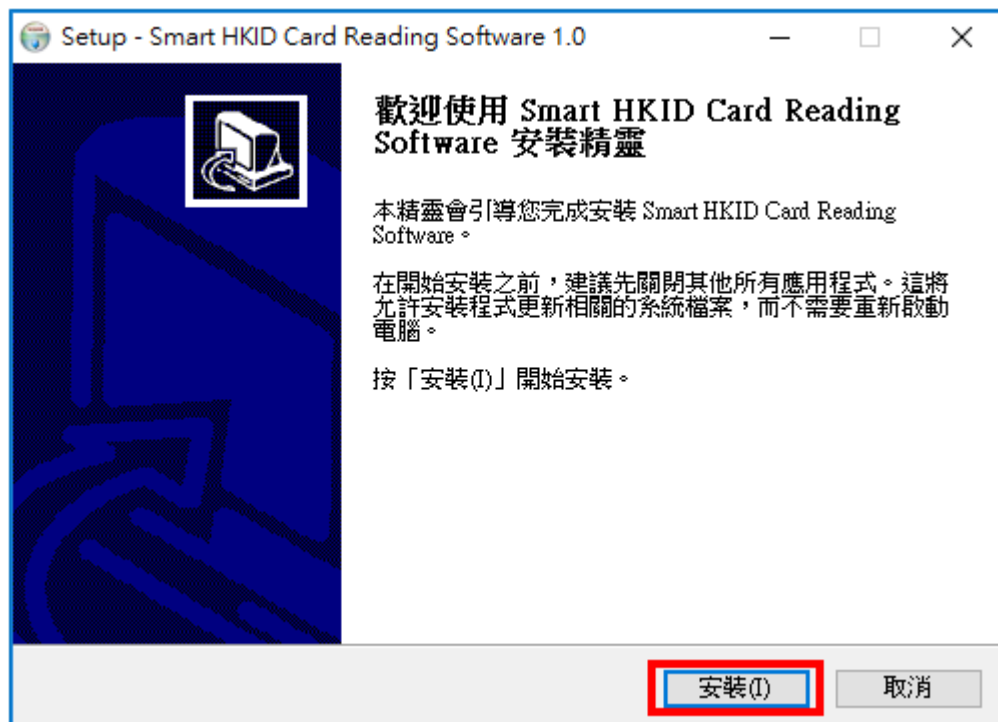 Setup - Smart HKID Card Reading Software 1.0
歡迎使用 Smart HKID Card Reading
Software 安裝精靈
本精靈會引導您完成安裝 Smart HKID Card Reading
Software。
在開始安裝之前，建議先關閉其他所有應用程式。這將
允許安裝程式更新相關的系統檔案，而不需要重新啟動
電腦。
按「安裝(I)」開始安裝。
安裝(I)
取消